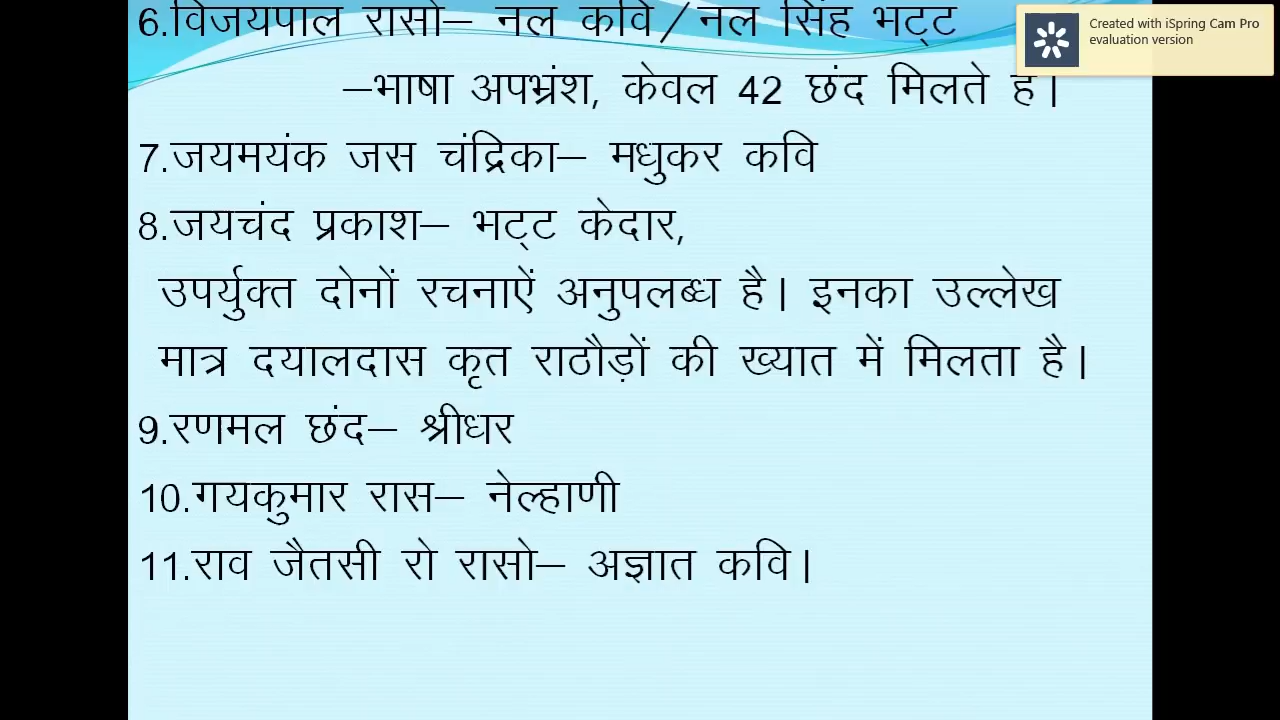 6.विजयपाल रासो– नल कवि/नल सिंह भट्ट
Created with iSpring Cam Pro
evaluation version
–भाषा अपभ्रंश, केवल 42 छंद मिलते हैं।
7.जयमयंक जस चंद्रिका– मधुकर कवि
8.जयचंद प्रकाश– भट्ट केदार,
उपर्युक्त दोनों रचनाऐं अनुपलब्ध है। इनका उल्लेख
मात्र दयालदास कृत राठौड़ों की ख्यात में मिलता है।
9.रणमल छंद– श्रीधर
10.गयकुमार रास– नेल्हाणी
11.राव जैतसी रो रासो– अज्ञात कवि।